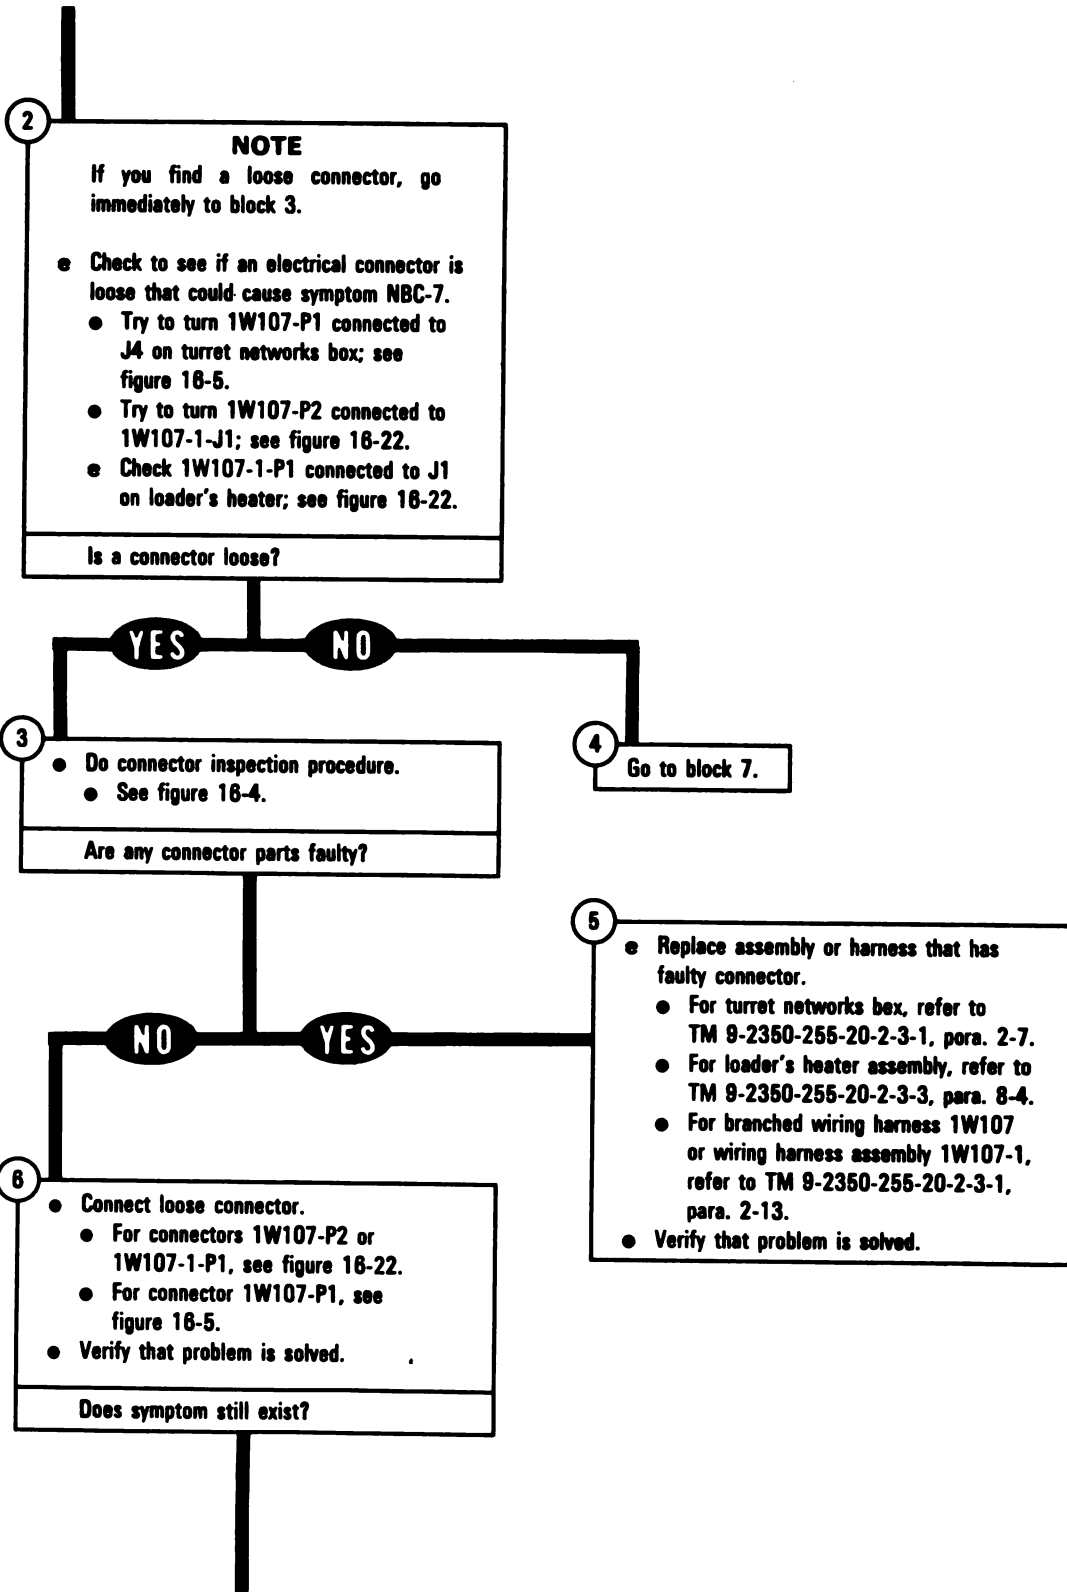 2
NOTE
If you find a loose connector, go
immediately to block 3.
Check to see if an electrical connector is
loose that could cause symptom NBC-7.
● Try to turn 1W107-P1 connected to
J4 on turret networks box; see
figure 16-5.
● Try to turn 1W107-P2 connected to
1W107-1-J1; see figure 16-22.
Check 1W107-1-P1 connected to J1
on loader's heater; see figure 16-22.
Is a connector loose?
YES NO
3
● Do connector inspection procedure.
● See figure 16-4.
Are any connector parts faulty?
4
Go to block 7.
NO YES
5
Replace assembly or harness that has
faulty connector.
● For turret networks bex, refer to
TM 9-2350-255-20-2-3-1, pora. 2-7.
● For loader's heater assembly, refer to
TM 9-2350-255-20-2-3-3, para. 8-4.
● For branched wiring harness 1W107
or wiring harness assembly 1W107-1,
refer to TM 9-2350-255-20-2-3-1,
para. 2-13.
● Verify that problem is solved.
6
● Connect loose connector.
● For connectors 1W107-P2 or
1W107-1-P1, see figure 16-22.
● For connector 1W107-P1, see
figure 16-5.
● Verify that problem is solved.
Does symptom still exist?